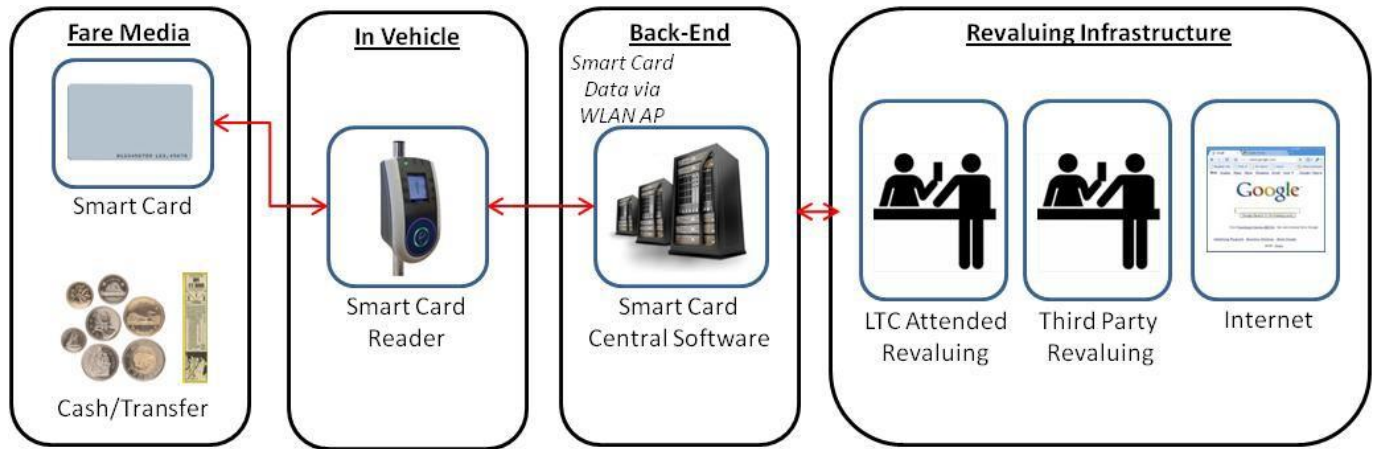 Fare Media
Smart Card
Cash/Transfer
In Vehicle
Smart Card
Reader
Back-End
Smart Card
Data via
WLAN AP
Smart Card
Central Software
Revaluing Infrastructure
LTC Attended
Revaluing
Third Party
Revaluing
Google
Internet